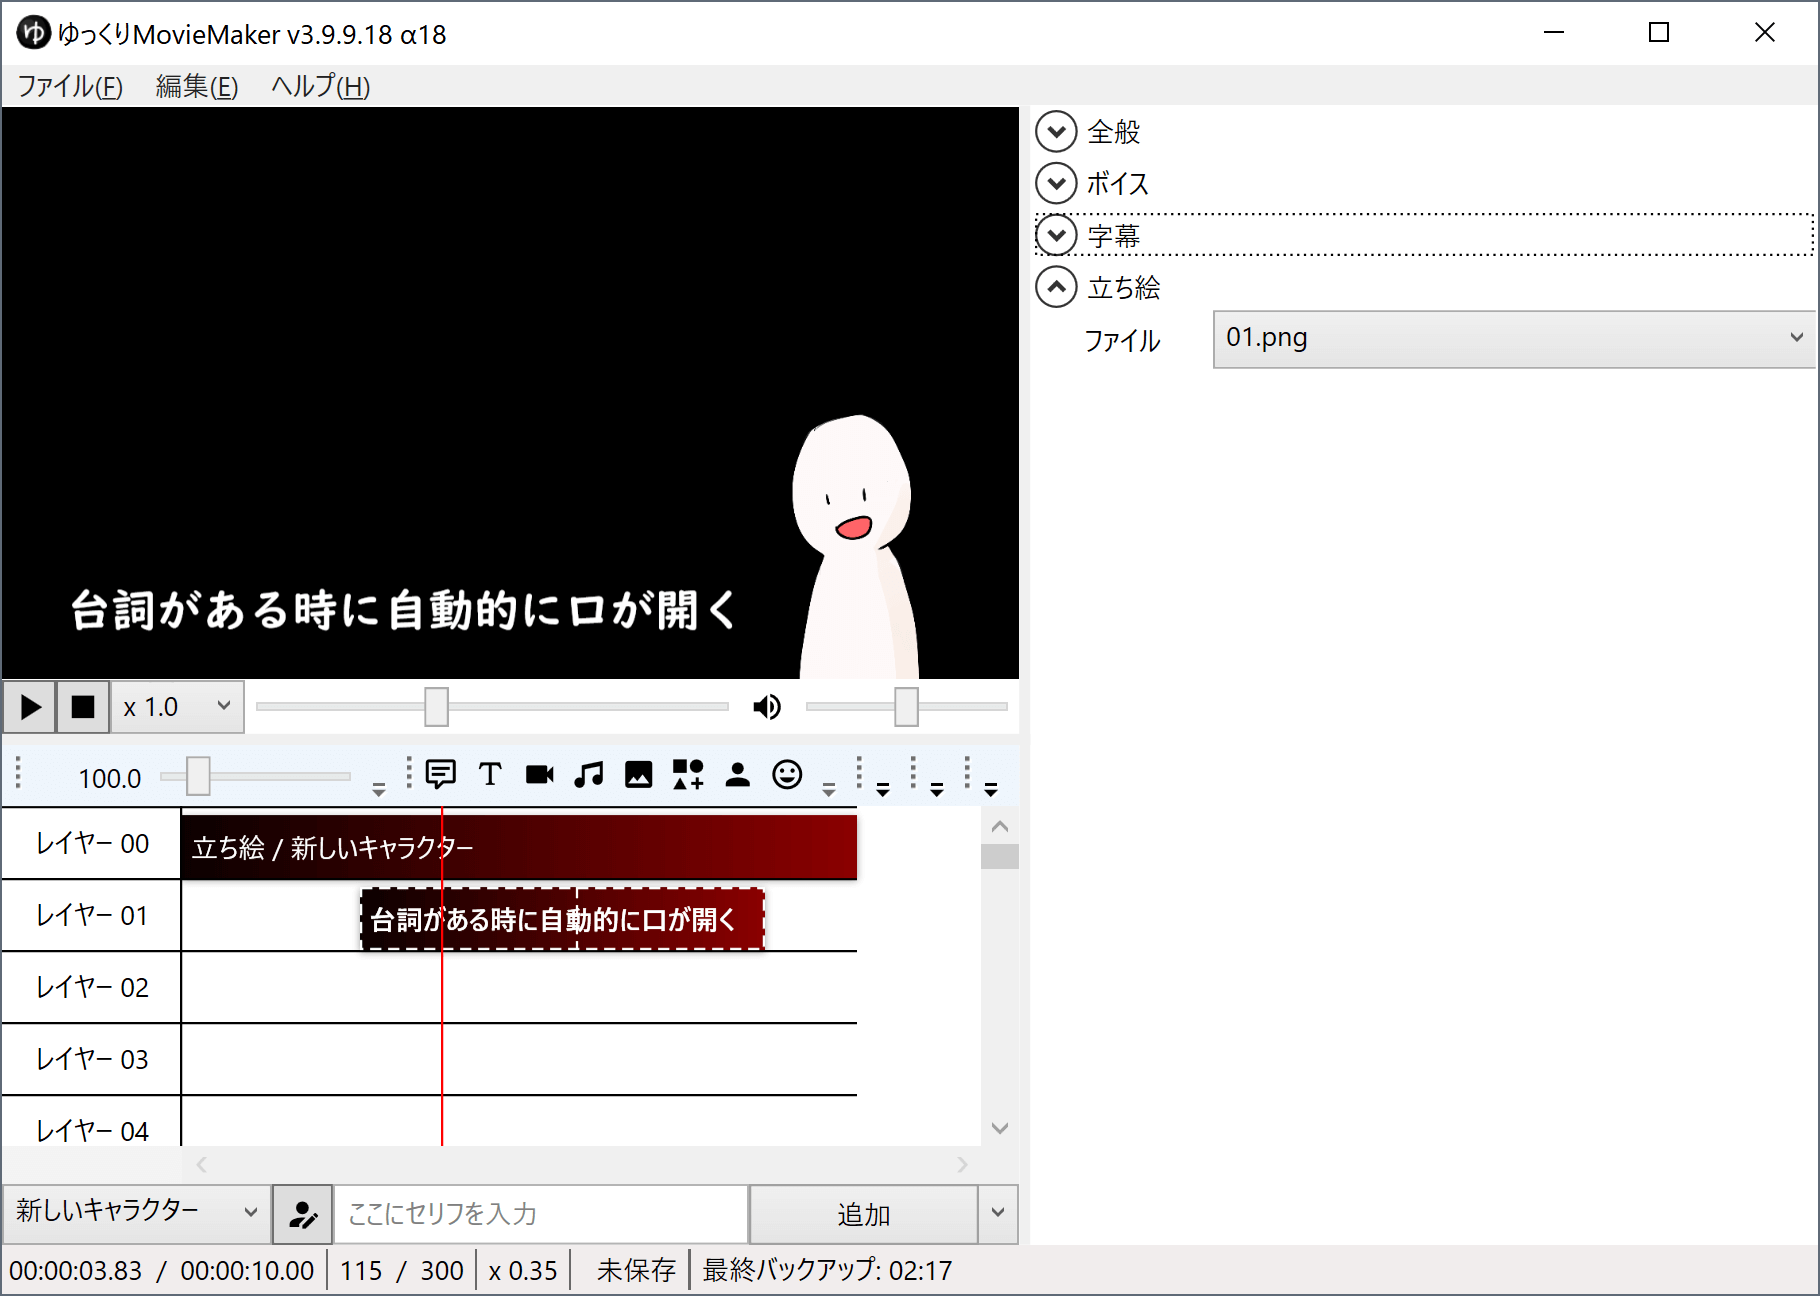 ゆっくりMovieMaker v3.9.9.18 α18
ファイル(F) 編集(E) ヘルプ(H)
台詞がある時に自動的に口が開く
x 1.0
全般
ボイス
字幕
立ち絵
ファイル 01.png
100.0
レイヤー 00 立ち絵 / 新しいキャラクター
レイヤー 01 台詞がある時に自動的に口が開く
レイヤー 02
レイヤー 03
レイヤー 04
新しいキャラクター ここにセリフを入力 追加
00:00:03.83 / 00:00:10.00 115 / 300 x 0.35 未保存 最終バックアップ: 02:17